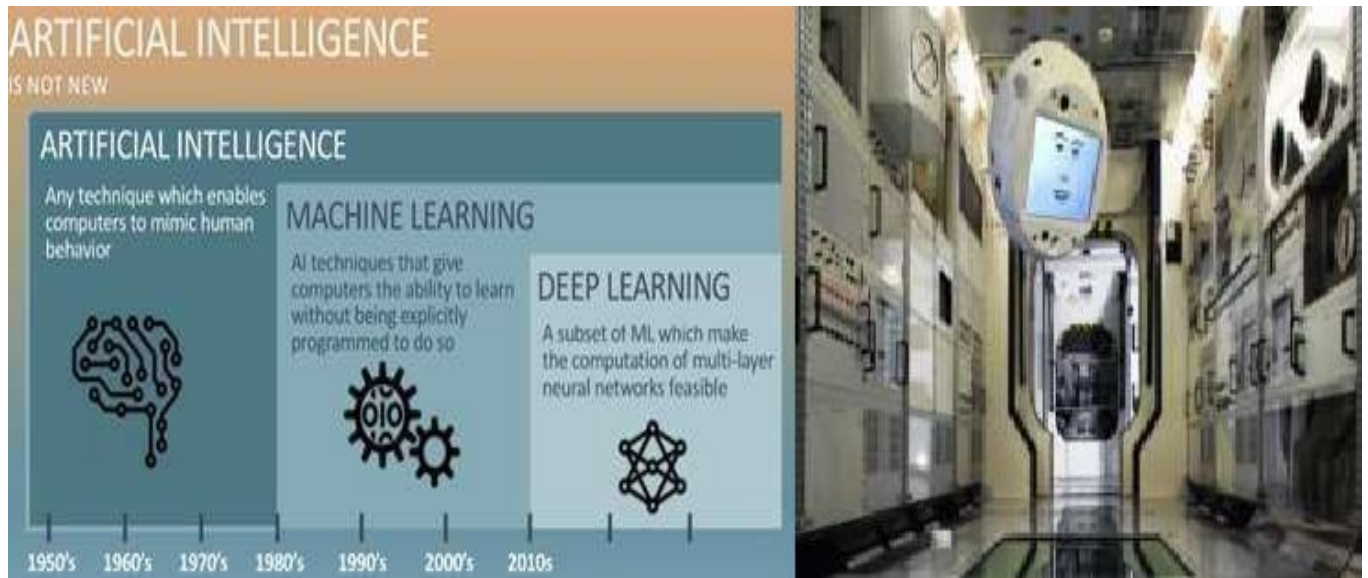 ARTIFICIAL INTELLIGENCE
IS NOT NEW
ARTIFICIAL INTELLIGENCE
Any technique which enables
computers to mimic human
behavior
MACHINE LEARNING
AI techniques that give
computers the ability to learn
without being explicitly
programmed to do so
OIO
DEEP LEARNING
A subset of ML which make
the computation of multi-layer
neural networks feasible
1950's 1960's 1970's 1980's 1990's 2000's 2010s